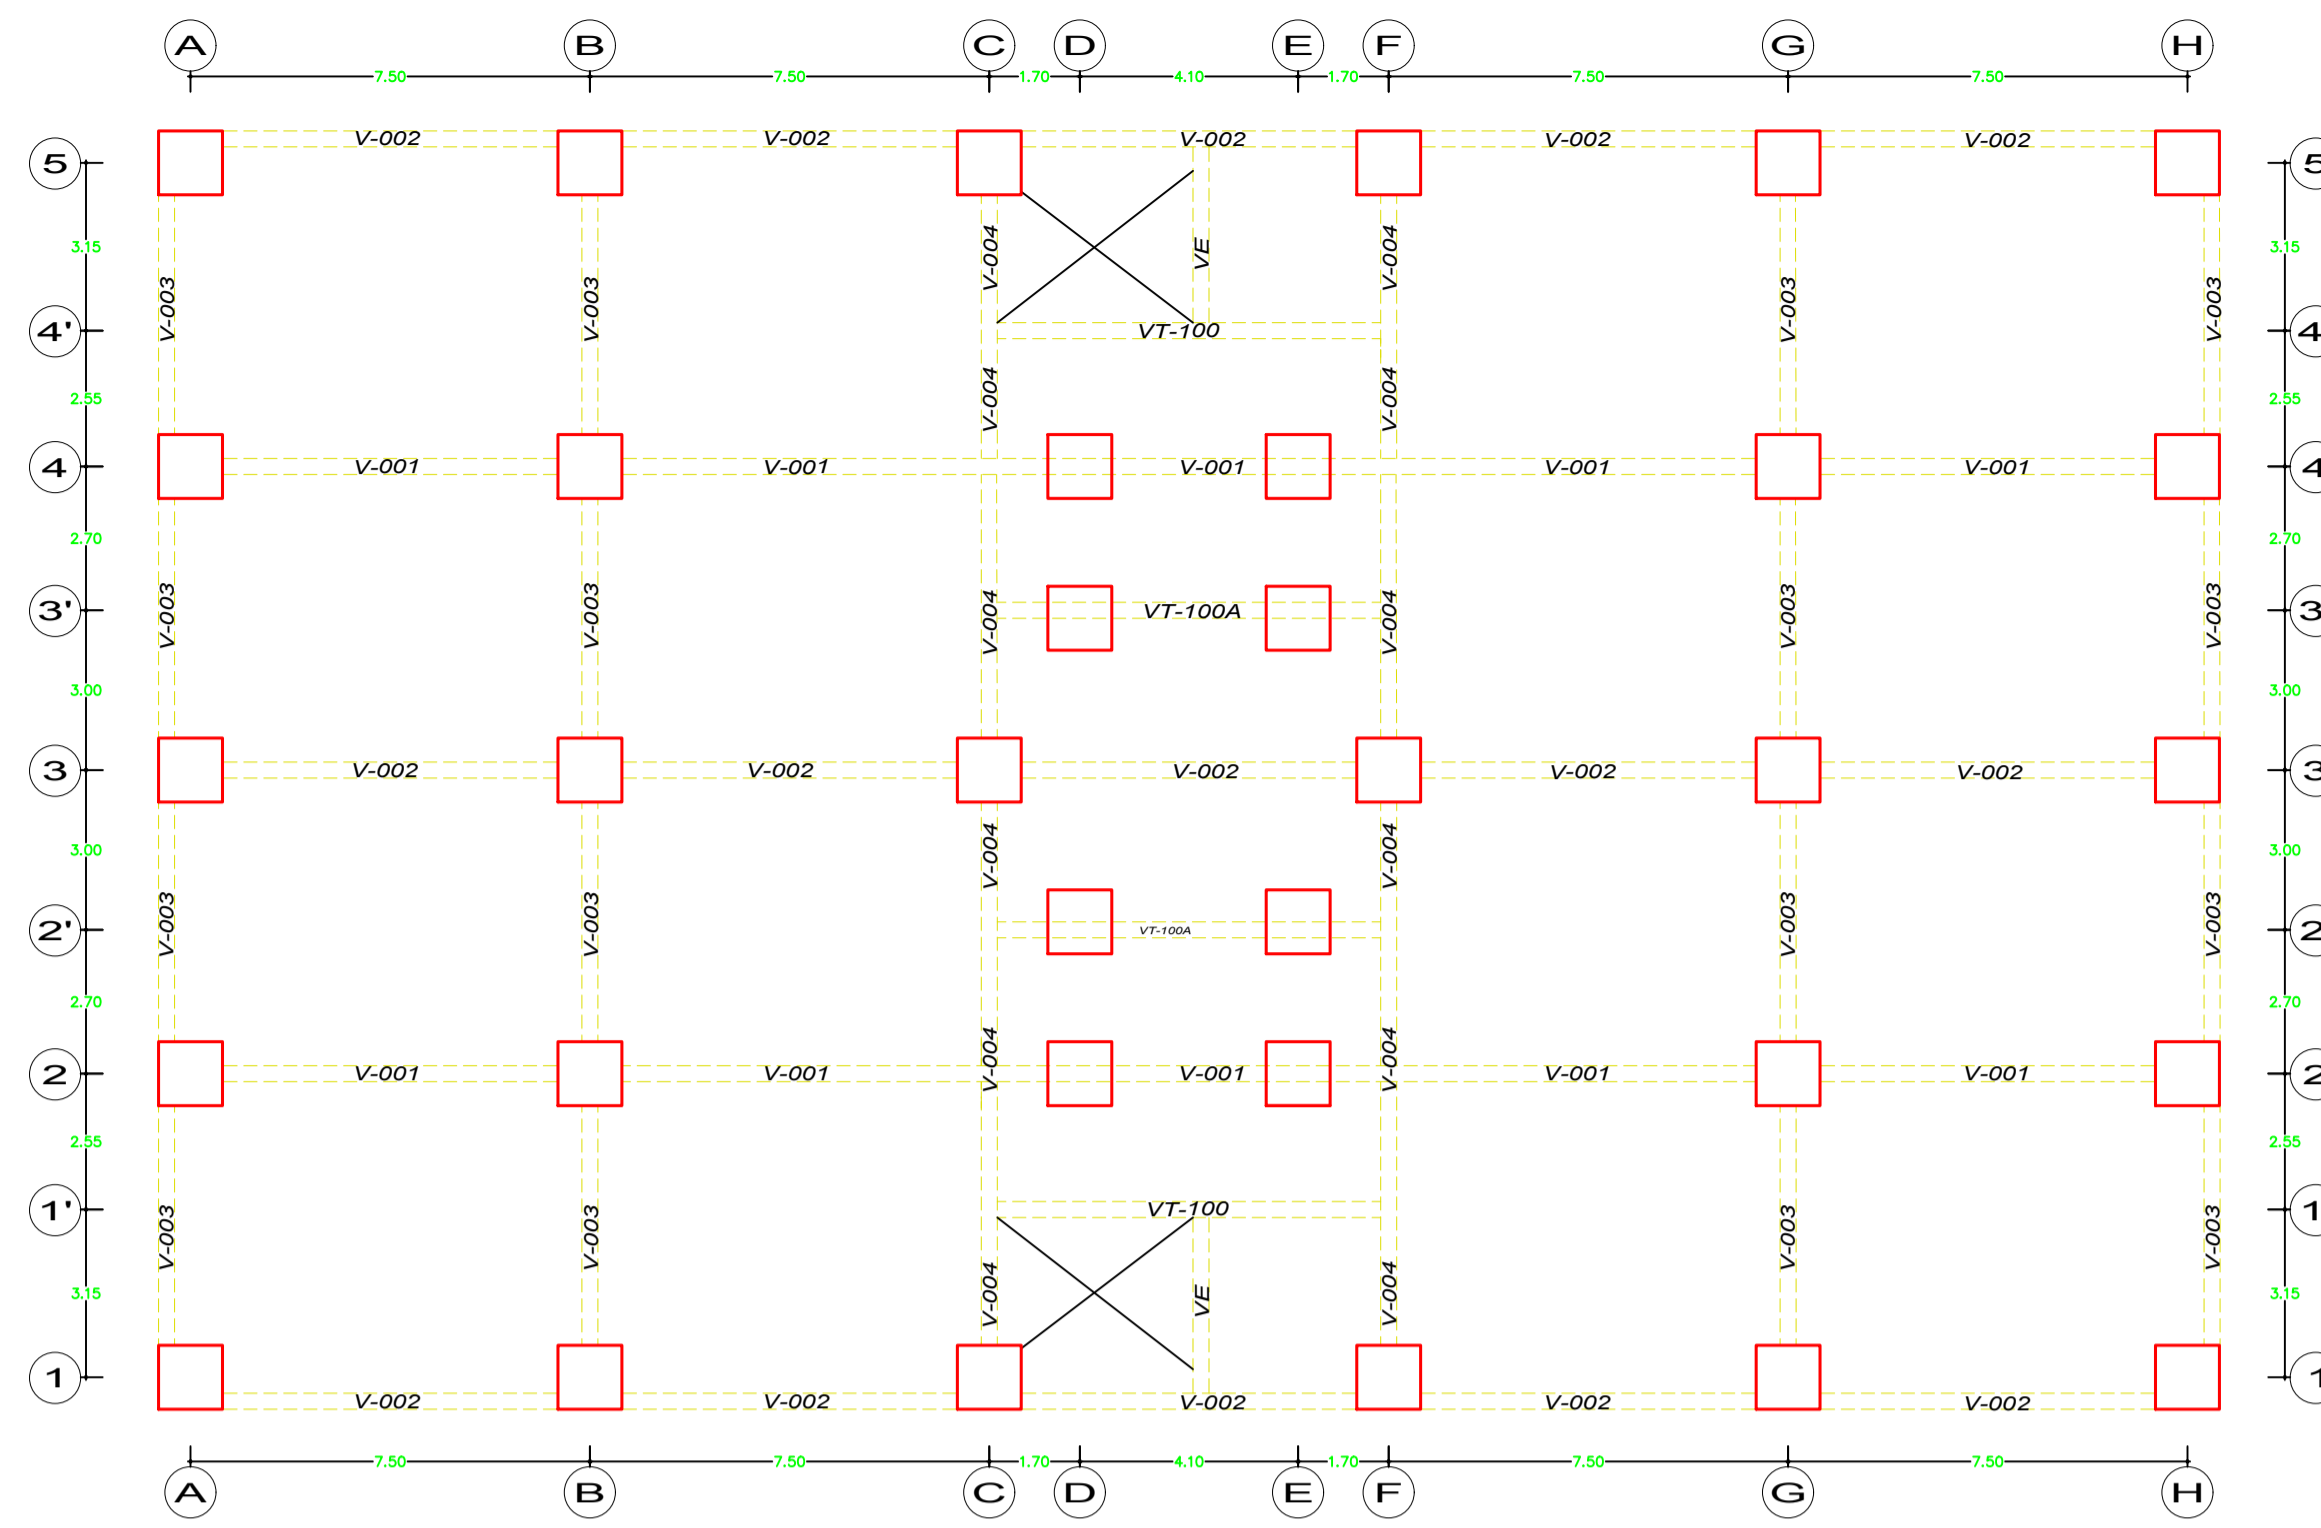 A B C D E F G H
7.50 7.50 1.70 4.10 1.70 7.50 7.50
V-002 V-002 V-002 V-002 V-002
5 5
3.15 V-004 VE V-004 3.15
V-003 V-003 V-003 V-003
4' VT-100 4
2.55 V-004 V-004 2.55
4 V-001 V-001 V-001 V-001 V-001 4
2.70 2.70
3' V-003 V-003 V-004 VT-100A V-004 V-003 V-003 3
3.00 3.00
3 V-002 V-002 V-002 V-002 V-002 3
3.00 V-004 V-004 3.00
2' V-003 V-003 VT-100A V-003 V-003 2
2.70 2.70
V-004 V-004
2 V-001 V-001 V-001 V-001 V-001 2
2.55 2.55
1' VT-100 1
V-003 V-003 V-003 V-003
3.15 V-004 VE V-004 3.15
1 1
V-002 V-002 V-002 V-002 V-002
7.50 7.50 1.70 4.10 1.70 7.50 7.50
A B C D E F G H